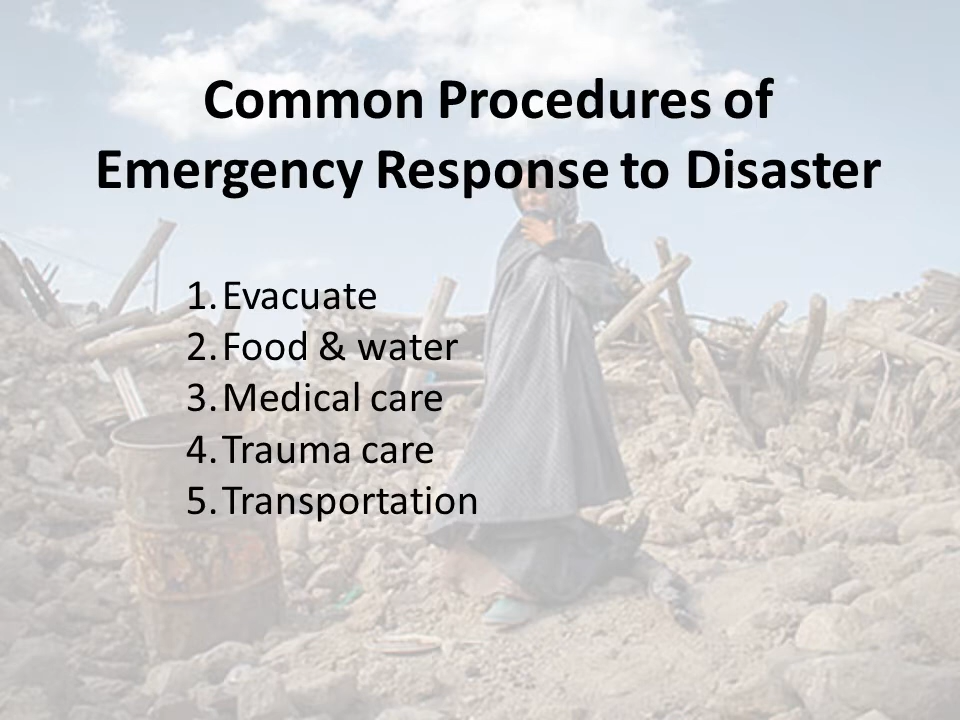 Common Procedures of
Emergency Response to Disaster
1. Evacuate
2. Food & water
3. Medical care
4. Trauma care
5. Transportation